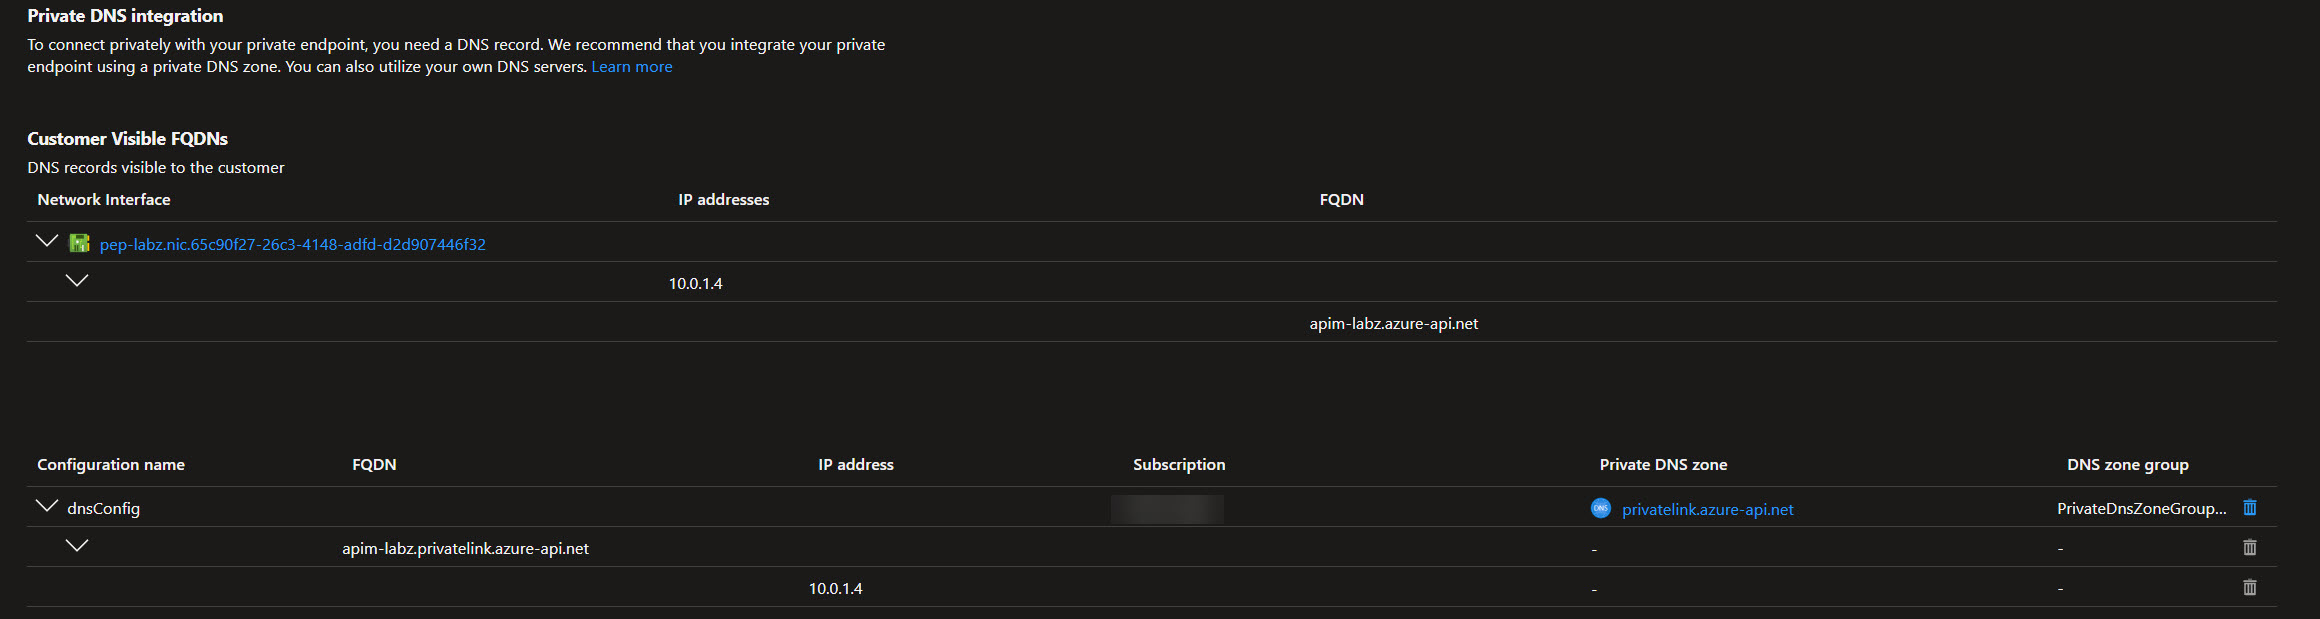 Private DNS integration
To connect privately with your private endpoint, you need a DNS record. We recommend that you integrate your private
endpoint using a private DNS zone. You can also utilize your own DNS servers. Learn more
Customer Visible FQDNs
DNS records visible to the customer
Network Interface IP addresses FQDN
pep-labz.nic.65c90f27-26c3-4148-adfd-d2d907446f32
10.0.1.4
apim-labz.azure-api.net
Configuration name FQDN IP address Subscription Private DNS zone DNS zone group
dnsConfig DNS privatelink.azure-api.net PrivateDnsZoneGroup...
apim-labz.privatelink.azure-api.net - -
10.0.1.4 - -